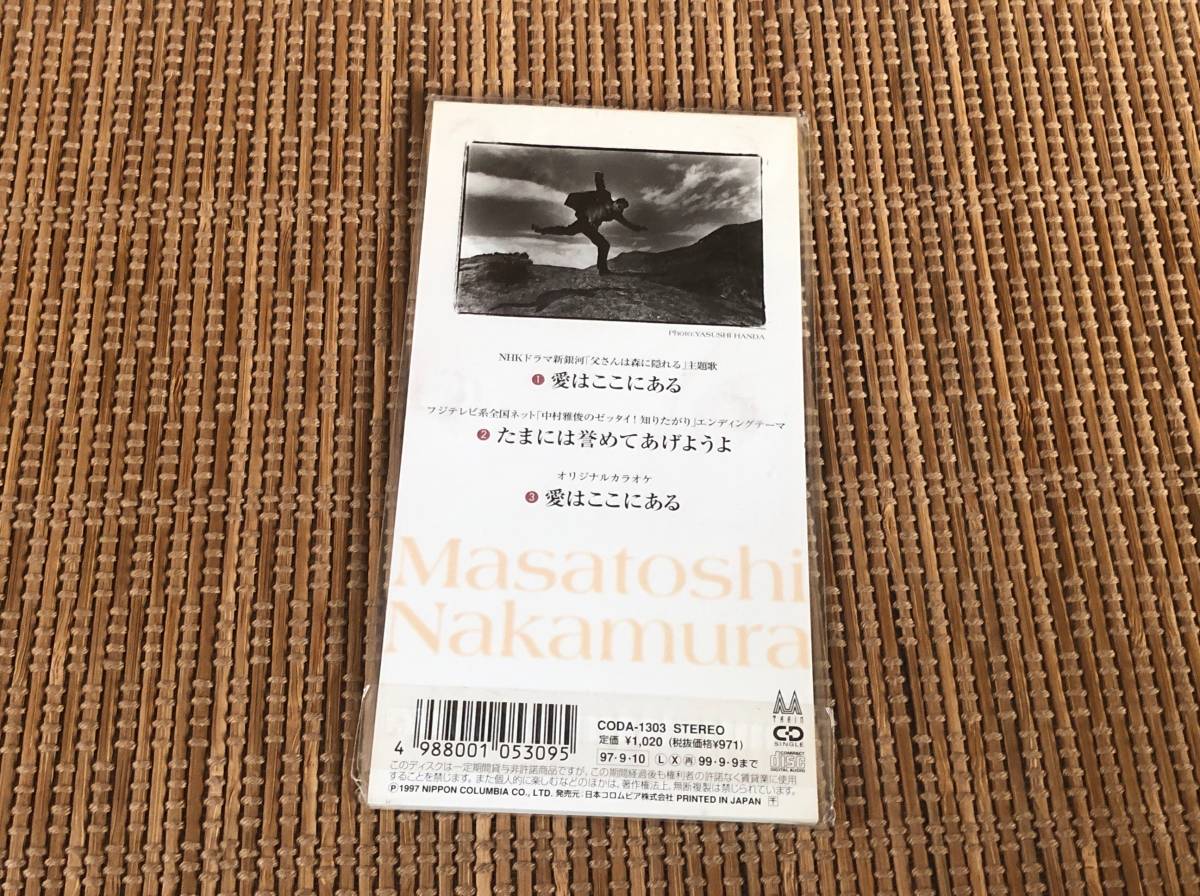 Photo:YASUSHI HANDA
NHKドラマ新銀河「父さんは森に隠れる」主題歌
1 愛はここにある
フジテレビ系全国ネット「中村雅俊のゼッタイ!知りたがり」エンディングテーマ
2 たまには誉めてあげようよ
オリジナルカラオケ
3 愛はここにある
Masatoshi
Nakamura
4 988001 053095
CODA-1303 STEREO
定価 ¥1,020 (税抜価格¥971)
97・9・10 L X 再 99・9・9まで
TRAIN
CD
SINGLE
COMPACT
DISC
DIGITAL AUDIO
このディスクは一定期間貸与非許諾商品ですが、この期間経過後も権利者の許諾なく賃貸業に使用
することを禁じます。また個人的に楽しむなどのほかは、著作権法上、無断複製は禁じられています。
Ⓟ1997 NIPPON COLUMBIA CO., LTD. 発売元:日本コロムビア株式会社 PRINTED IN JAPAN 干